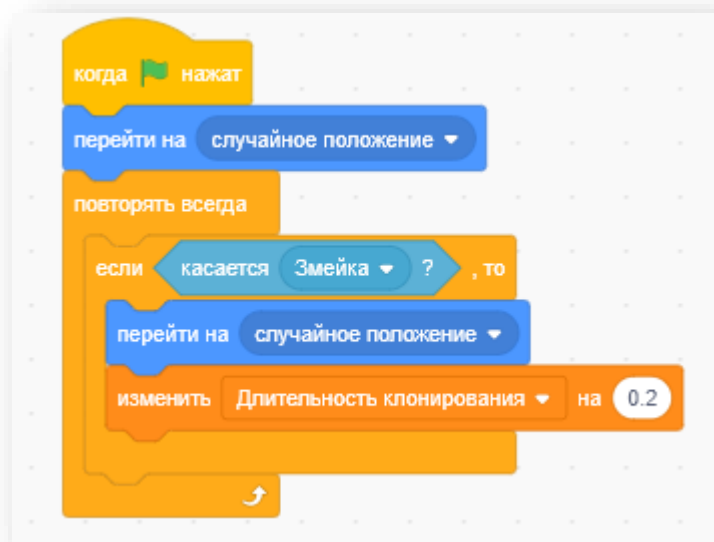 когда нажат
перейти на случайное положение
повторять всегда
если касается Змейка ? , то
перейти на случайное положение
изменить Длительность клонирования на 0.2